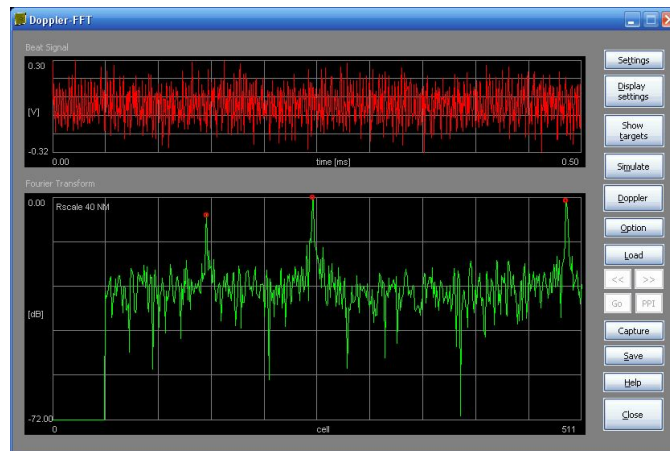 Doppler-FFT
Beat Signal
0.30
[V]
-0.32
0.00
time [ms]
0.50
Fourier Transform
0.00
Rscale 40 NM
[dB]
-72.00
0
cell
511
Settings
Display
settings
Show
targets
Simulate
Doppler
Option
Load
<<
>>
Go
PPI
Capture
Save
Help
Close